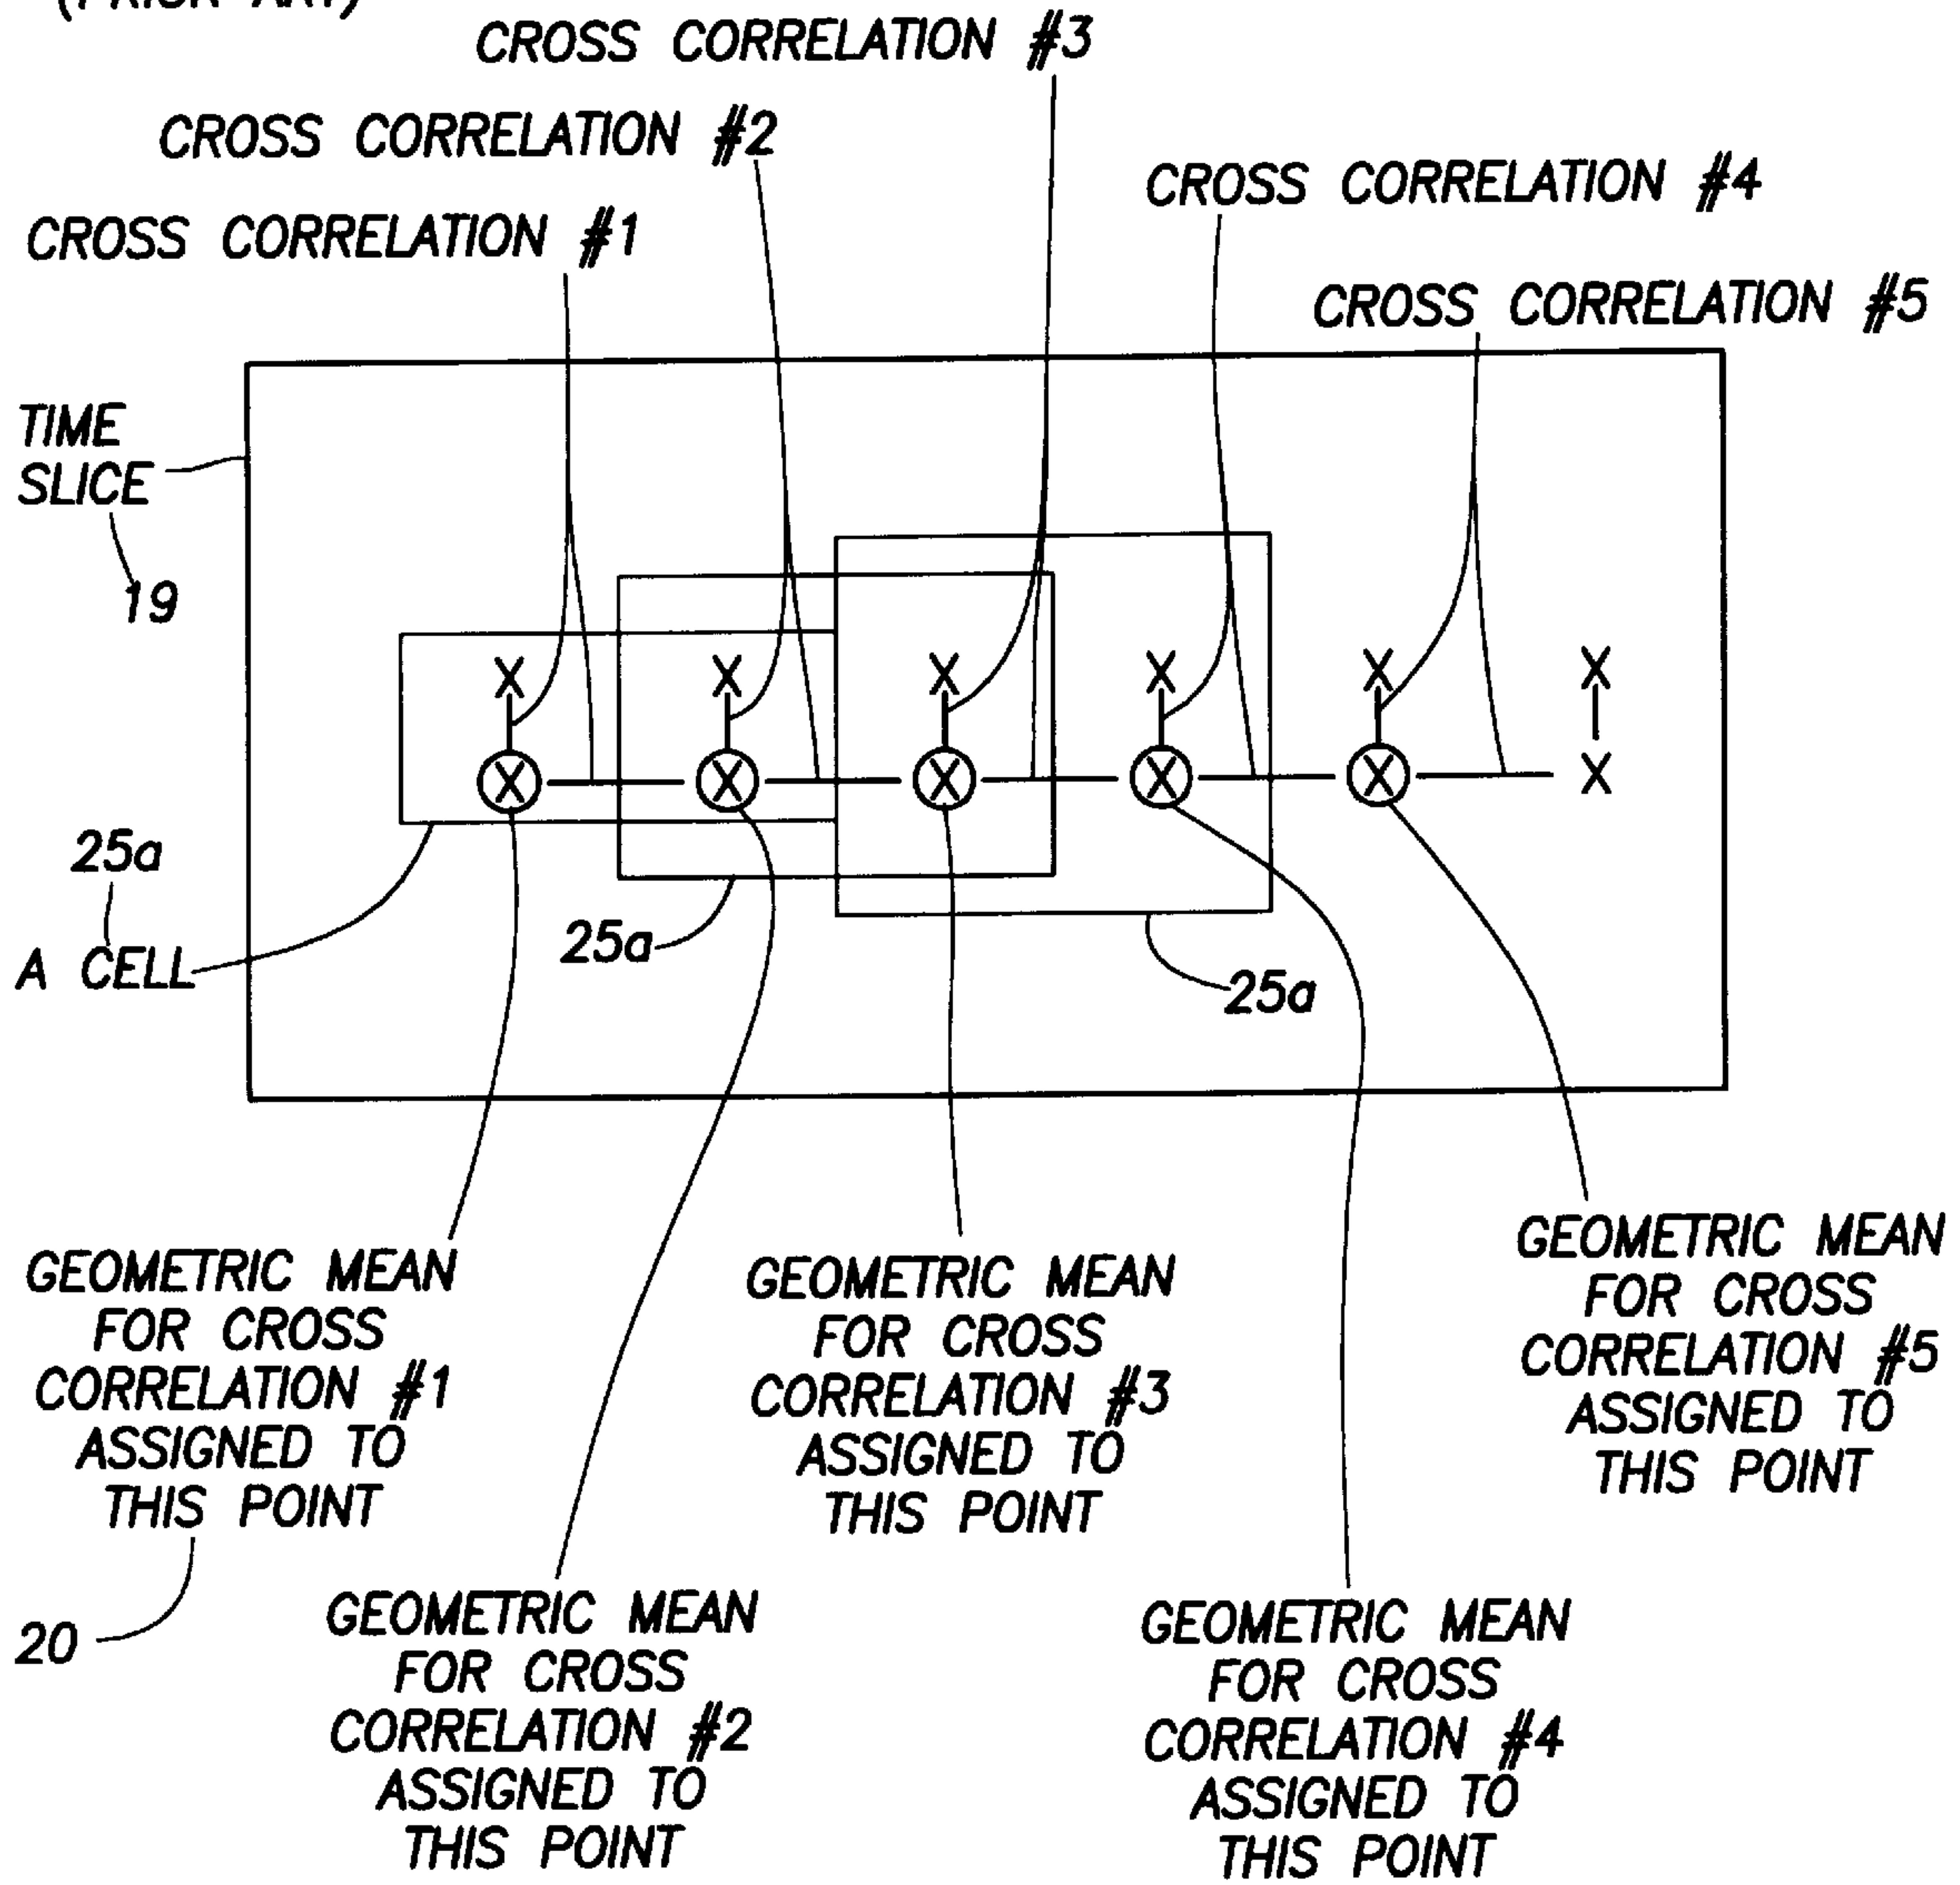 (PRIOR ART)
CROSS CORRELATION #3
CROSS CORRELATION #2
CROSS CORRELATION #4
CROSS CORRELATION #1
CROSS CORRELATION #5
TIME
SLICE
19
X X X X X X
X X X X X X
25a
A CELL
25a
25a
GEOMETRIC MEAN
FOR CROSS
CORRELATION #1
ASSIGNED TO
THIS POINT
20
GEOMETRIC MEAN
FOR CROSS
CORRELATION #2
ASSIGNED TO
THIS POINT
GEOMETRIC MEAN
FOR CROSS
CORRELATION #3
ASSIGNED TO
THIS POINT
GEOMETRIC MEAN
FOR CROSS
CORRELATION #4
ASSIGNED TO
THIS POINT
GEOMETRIC MEAN
FOR CROSS
CORRELATION #5
ASSIGNED TO
THIS POINT